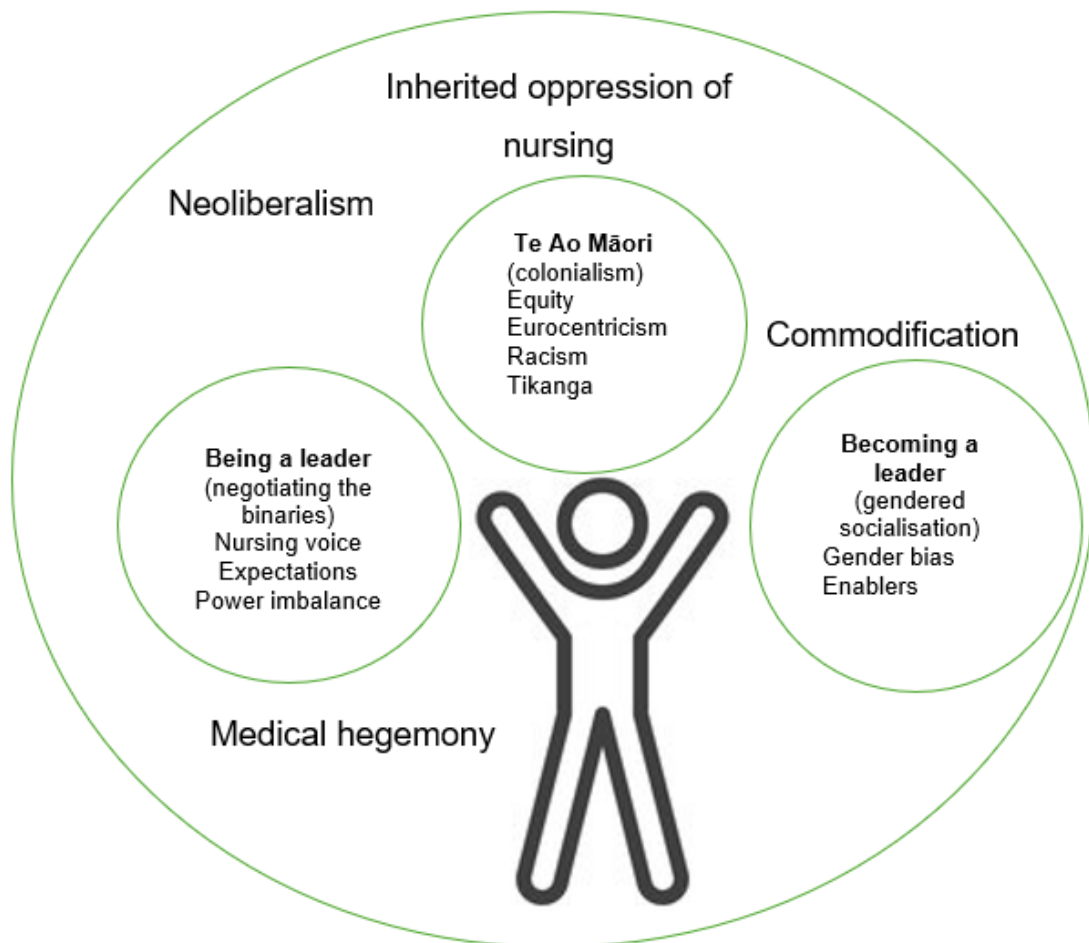 Inherited oppression of
nursing
Neoliberalism
Te Ao Māori
(colonialism)
Equity
Eurocentricism
Racism
Tikanga
Commodification
Being a leader
(negotiating the
binaries)
Nursing voice
Expectations
Power imbalance
Becoming a
leader
(gendered
socialisation)
Gender bias
Enablers
Medical hegemony